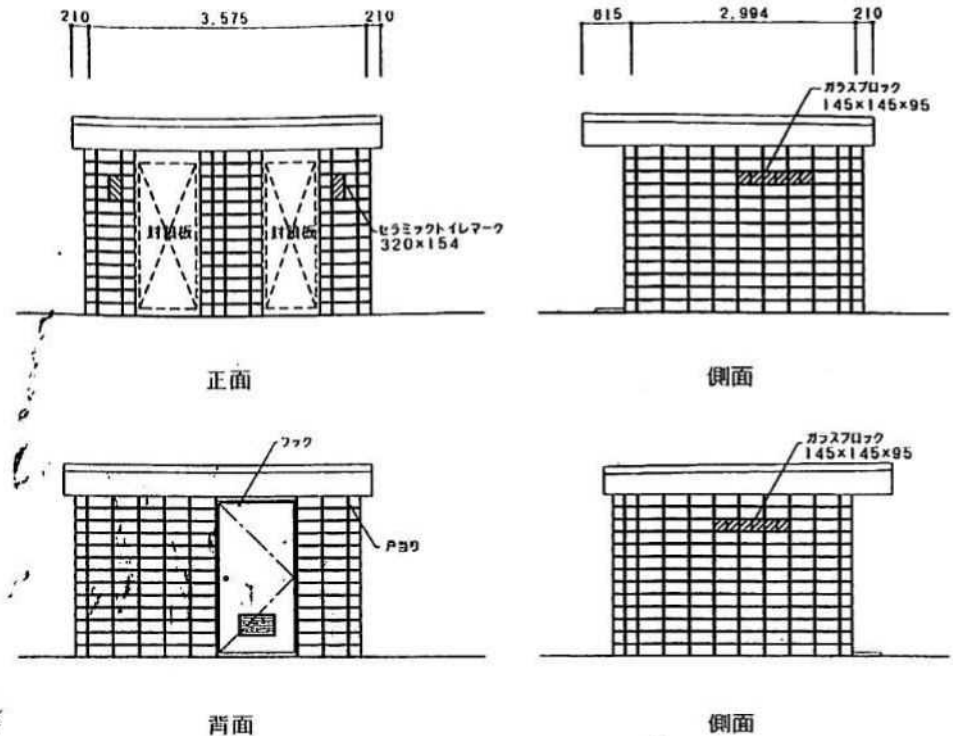 210 3,575 210
615 2,994 210
ガラスブロック
145×145×95
封鎖板 封鎖板
セラミックトイレマーク
320×154
正面
側面
フック
ガラスブロック
145×145×95
戸当り
背面
側面